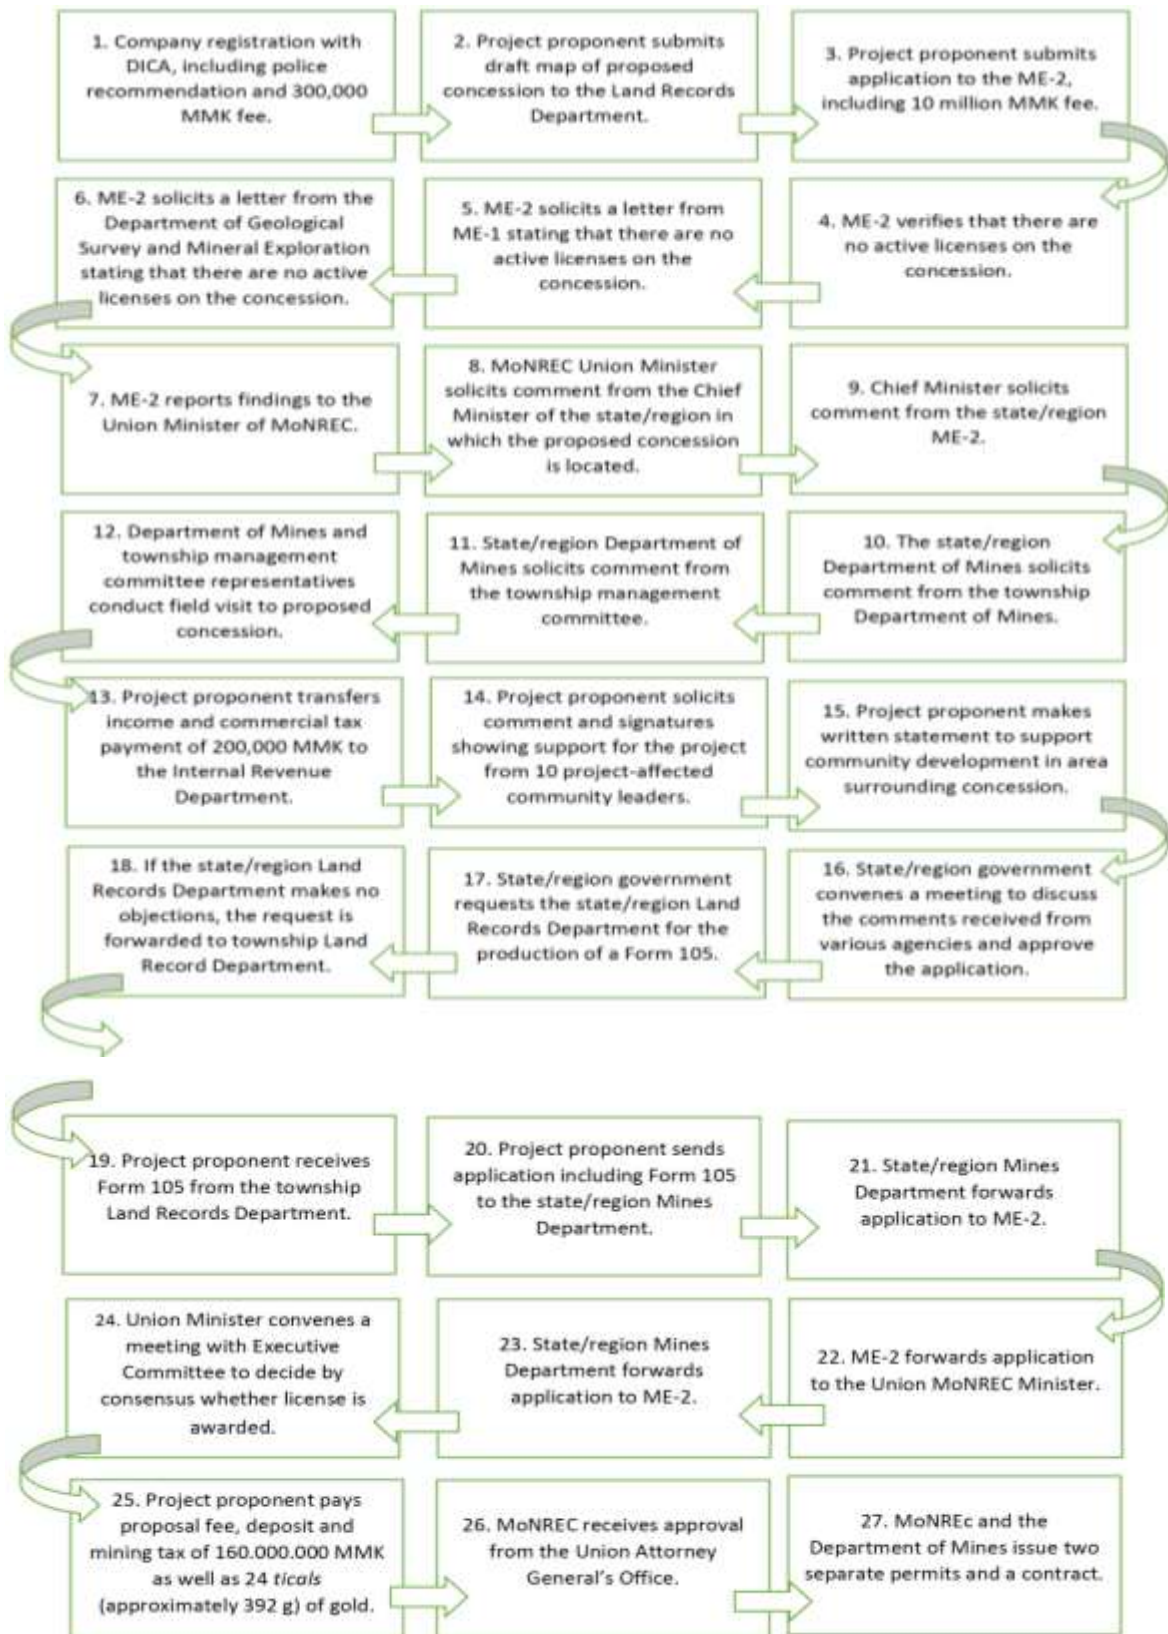 1. Company registration with
DICA, including police
recommendation and 300,000
MMK fee.
2. Project proponent submits
draft map of proposed
concession to the Land Records
Department.
3. Project proponent submits
application to the ME-2,
including 10 million MMK fee.
4. ME-2 verifies that there are
no active licenses on the
concession.
5. ME-2 solicits a letter from
ME-1 stating that there are no
active licenses on the
concession.
6. ME-2 solicits a letter from the
Department of Geological
Survey and Mineral Exploration
stating that there are no active
licenses on the concession.
7. ME-2 reports findings to the
Union Minister of MoNREC.
8. MoNREC Union Minister
solicits comment from the Chief
Minister of the state/region in
which the proposed concession
is located.
9. Chief Minister solicits
comment from the state/region
ME-2.
10. The state/region
Department of Mines solicits
comment from the township
Department of Mines.
11. State/region Department of
Mines solicits comment from
the township management
committee.
12. Department of Mines and
township management
committee representatives
conduct field visit to proposed
concession.
13. Project proponent transfers
income and commercial tax
payment of 200,000 MMK to
the Internal Revenue
Department.
14. Project proponent solicits
comment and signatures
showing support for the project
from 10 project-affected
community leaders.
15. Project proponent makes
written statement to support
community development in area
surrounding concession.
16. State/region government
convenes a meeting to discuss
the comments received from
various agencies and approve
the application.
17. State/region government
requests the state/region Land
Records Department for the
production of a Form 105.
18. If the state/region Land
Records Department makes no
objections, the request is
forwarded to township Land
Record Department.
19. Project proponent receives
Form 105 from the township
Land Records Department.
20. Project proponent sends
application including Form 105
to the state/region Mines
Department.
21. State/region Mines
Department forwards
application to ME-2.
22. ME-2 forwards application
to the Union MoNREC Minister.
23. State/region Mines
Department forwards
application to ME-2.
24. Union Minister convenes a
meeting with Executive
Committee to decide by
consensus whether license is
awarded.
25. Project proponent pays
proposal fee, deposit and
mining tax of 160.000.000 MMK
as well as 24 ticals
(approximately 392 g) of gold.
26. MoNREC receives approval
from the Union Attorney
General's Office.
27. MoNREc and the
Department of Mines issue two
separate permits and a contract.